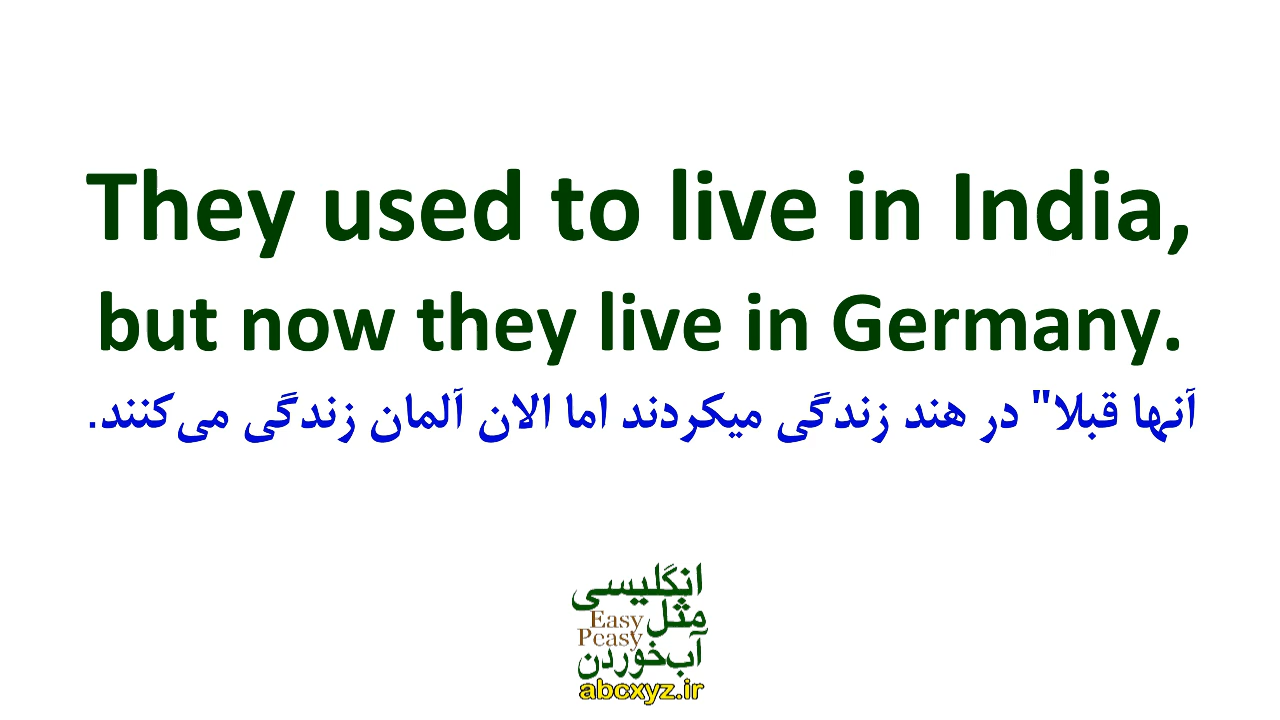 They used to live in India,
but now they live in Germany.
آنها قبلا" در هند زندگی میکردند اما الان آلمان زندگی می‌کنند.
انگلیسی
مثل
Easy
Peasy
آب‌خوردن
abcxyz.ir